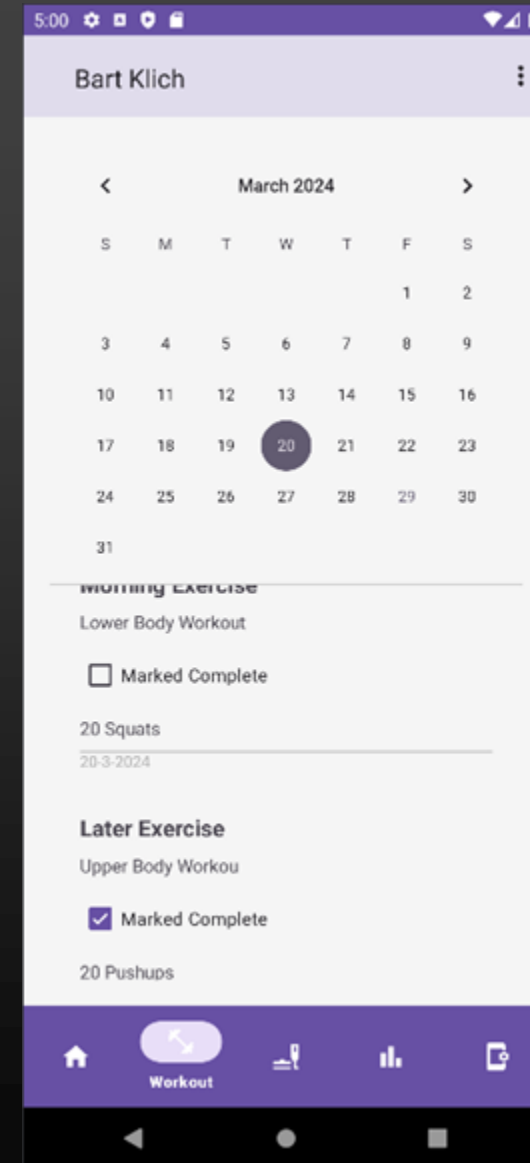 5:00
Bart Klich
March 2024
S M T W T F S
1 2
3 4 5 6 7 8 9
10 11 12 13 14 15 16
17 18 19 20 21 22 23
24 25 26 27 28 29 30
31
Morning Exercise
Lower Body Workout
Marked Complete
20 Squats
20-3-2024
Later Exercise
Upper Body Workou
Marked Complete
20 Pushups
Workout